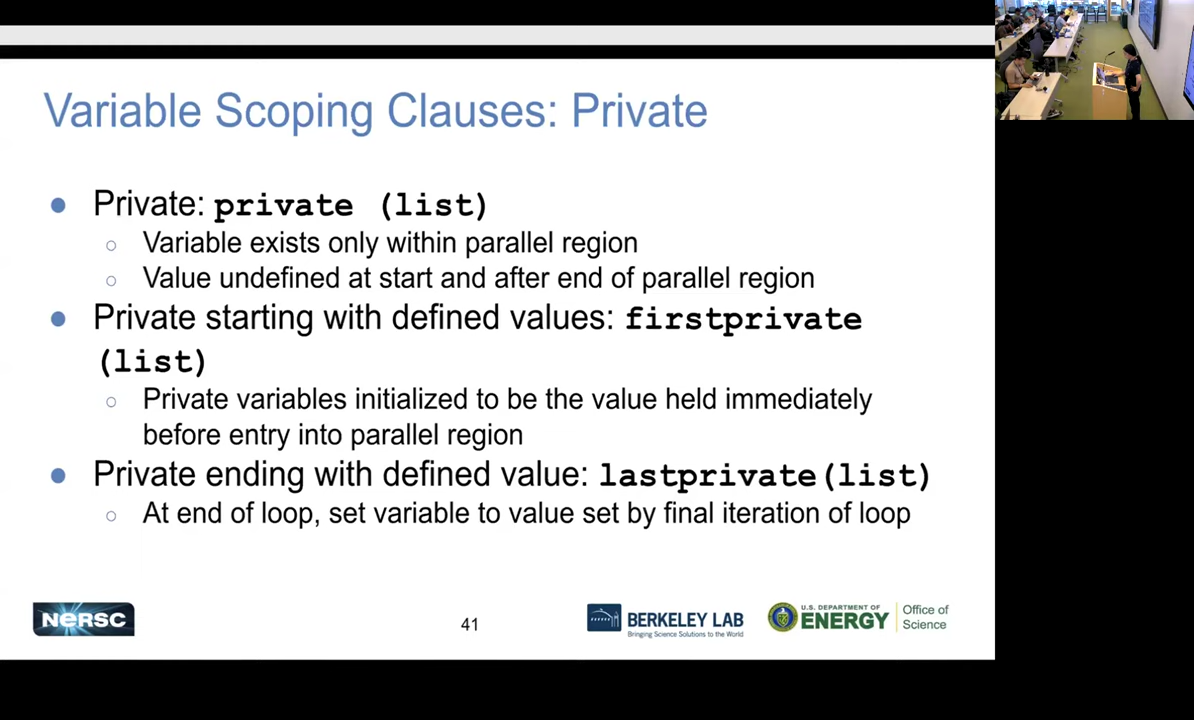 Variable Scoping Clauses: Private
Private: private (list)
Variable exists only within parallel region
Value undefined at start and after end of parallel region
Private starting with defined values: firstprivate
(list)
Private variables initialized to be the value held immediately
before entry into parallel region
Private ending with defined value: lastprivate(list)
At end of loop, set variable to value set by final iteration of loop
NERSC
41
BERKELEY LAB
Bringing Science Solutions to the World
U.S. DEPARTMENT OF
ENERGY
Office of
Science